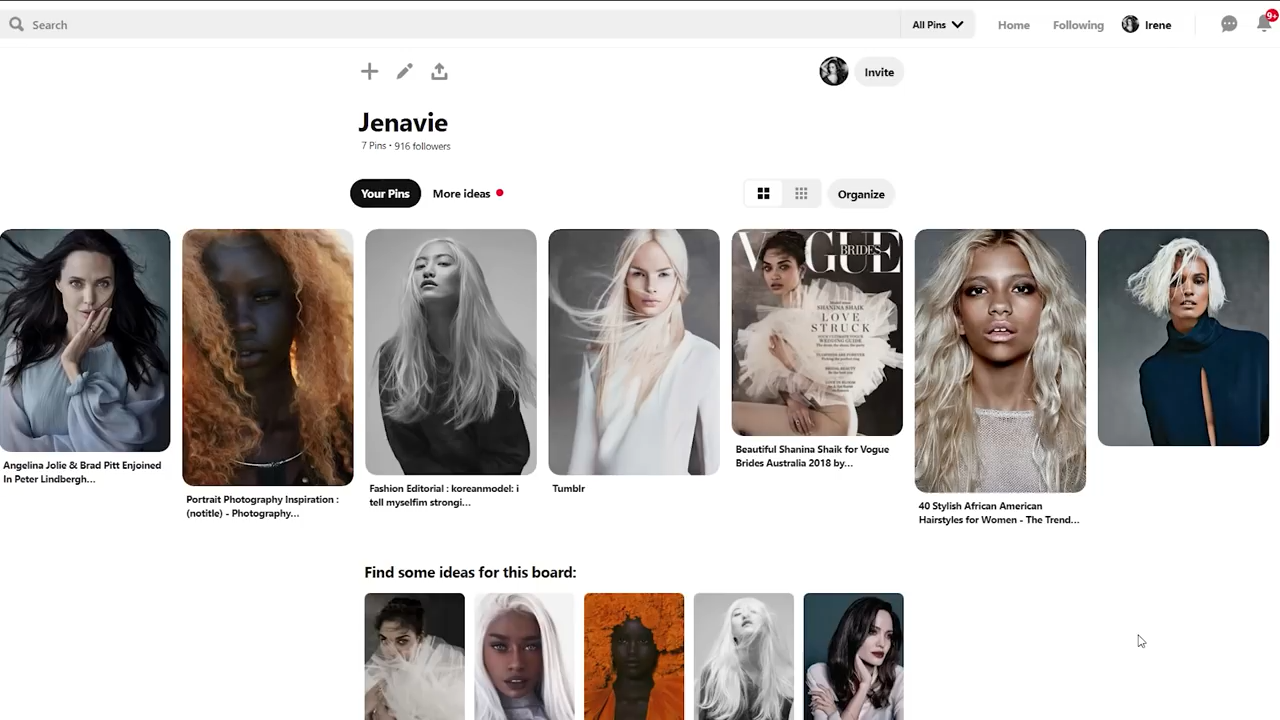 Search
All Pins
Home
Following
Irene
9+
Invite
Jenavie
7 Pins • 916 followers
Your Pins
More ideas
Organize
VOGUE
BRIDES
SHANINA SHAIK
LOVE
STRUCK
Angelina Jolie & Brad Pitt Enjoined
In Peter Lindbergh...
Portrait Photography Inspiration :
(notitle) - Photography...
Fashion Editorial : koreanmodel: i
tell myselfim strongi...
Tumblr
Beautiful Shanina Shaik for Vogue
Brides Australia 2018 by...
40 Stylish African American
Hairstyles for Women - The Trend...
Find some ideas for this board: